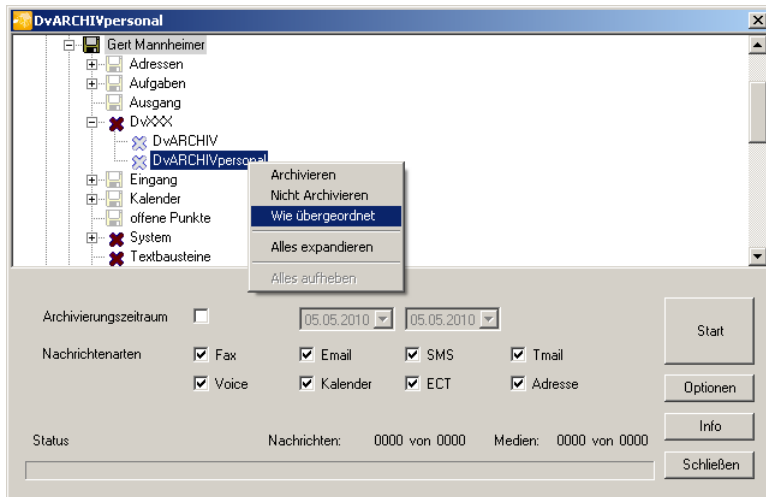 DvARCHIVpersonal
Gert Mannheimer
Adressen
Aufgaben
Ausgang
DvXXX
DvARCHIV
DvARCHIVpersonal
Eingang
Kalender
offene Punkte
System
Textbausteine
Archivieren
Nicht Archivieren
Wie übergeordnet
Alles expandieren
Alles aufheben
Archivierungszeitraum 05.05.2010 05.05.2010
Start
Nachrichtenarten Fax Email SMS Tmail
Voice Kalender ECT Adresse
Optionen
Info
Status Nachrichten: 0000 von 0000 Medien: 0000 von 0000
Schließen